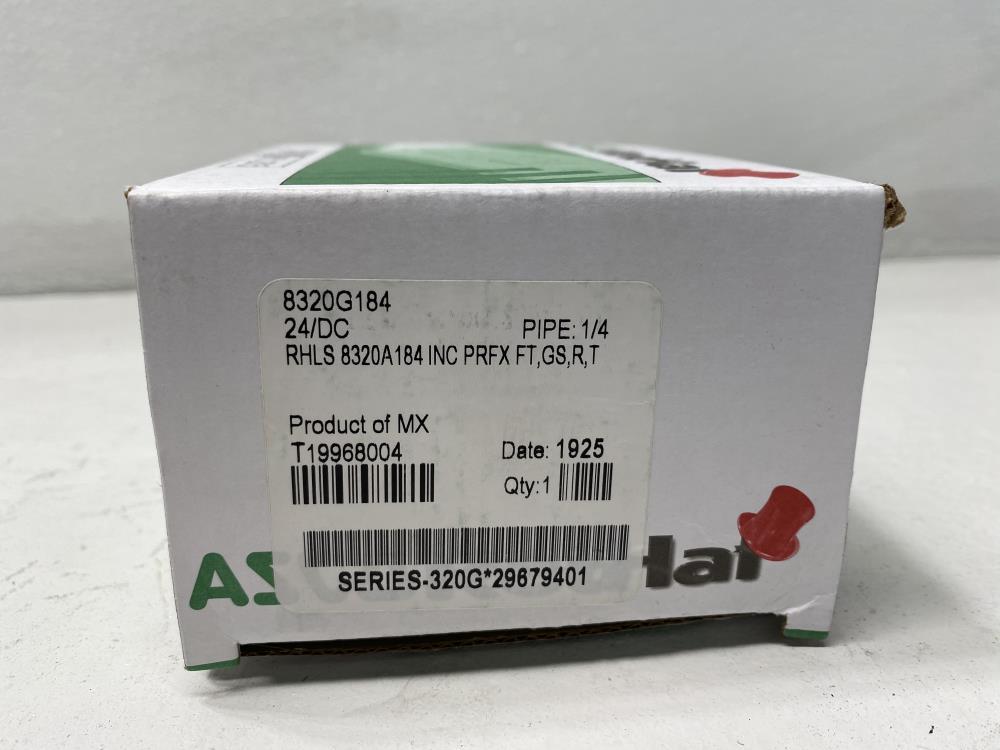 8320G184
24/DC PIPE: 1/4
RHLS 8320A184 INC PRFX FT,GS,R,T
Product of MX
T19968004 Date: 1925
Qty:1
SERIES-320G*29679401
Hat